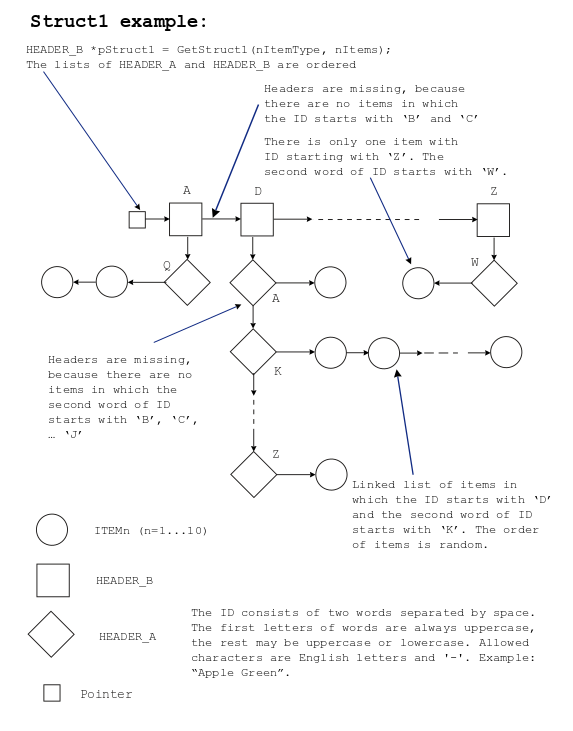 Struct1 example:
HEADER_B *pStruct1 = GetStruct1(nItemType, nItems);
The lists of HEADER_A and HEADER_B are ordered
Headers are missing, because
there are no items in which
the ID starts with ‘B’ and ‘C’
There is only one item with
ID starting with ‘Z’. The
second word of ID starts with ‘W’.
A
D
Z
Q
A
W
K
Headers are missing,
because there are no
items in which the
second word of ID
starts with ‘B’, ‘C’,
… ‘J’
Z
Linked list of items in
which the ID starts with ‘D’
and the second word of ID
starts with ‘K’. The order
of items is random.
ITEMn (n=1...10)
HEADER_B
HEADER_A
The ID consists of two words separated by space.
The first letters of words are always uppercase,
the rest may be uppercase or lowercase. Allowed
characters are English letters and '-'. Example:
“Apple Green”.
Pointer